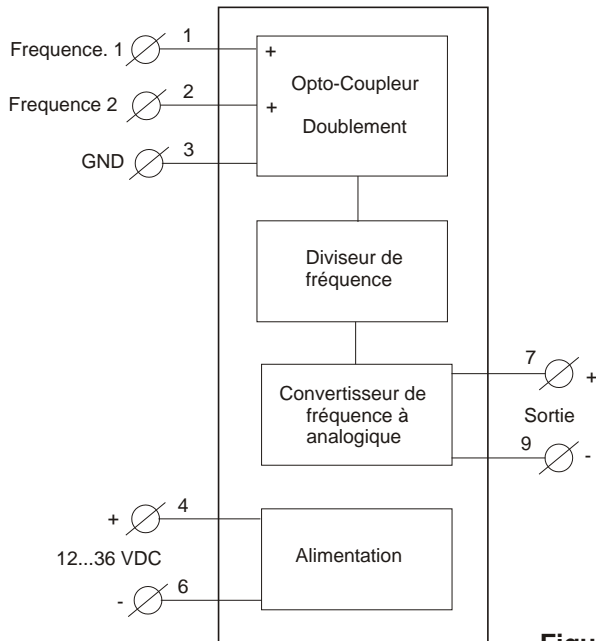 Frequence. 1
1
+
Opto-Coupleur
Frequence 2
2
+
Doublement
GND
3
Diviseur de
fréquence
Convertisseur de
fréquence à
analogique
7
+
Sortie
9
-
+
4
12...36 VDC
Alimentation
-
6